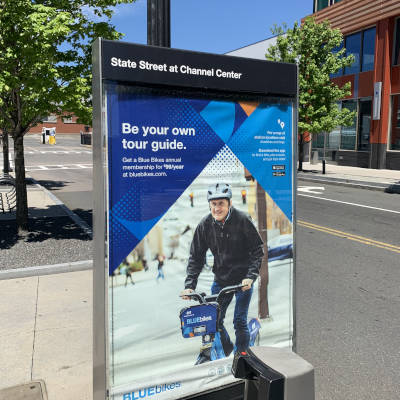 State Street at Channel Center
Be your own
tour guide.
Get a Blue Bikes annual
membership for $99/year
at bluebikes.com.
BLUEbikes
BLUEbikes